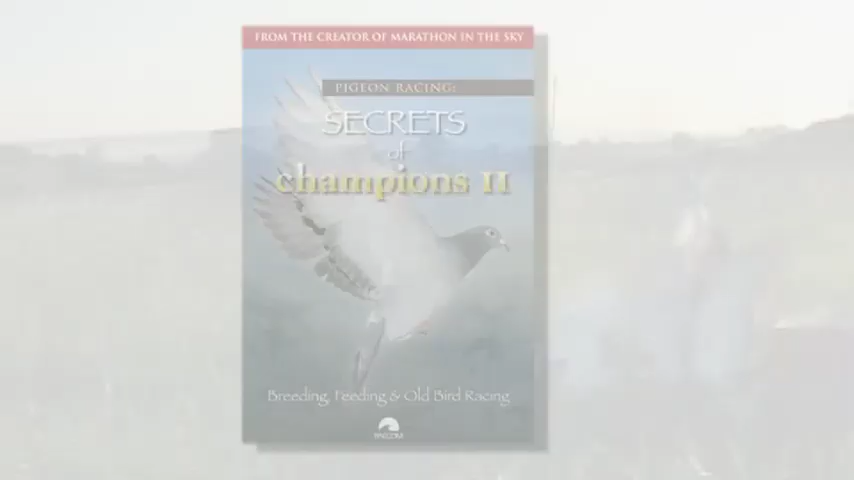 FROM THE CREATOR OF MARATHON IN THE SKY
PIGEON RACING:
SECRETS
of
champions II
Breeding, Feeding & Old Bird Racing